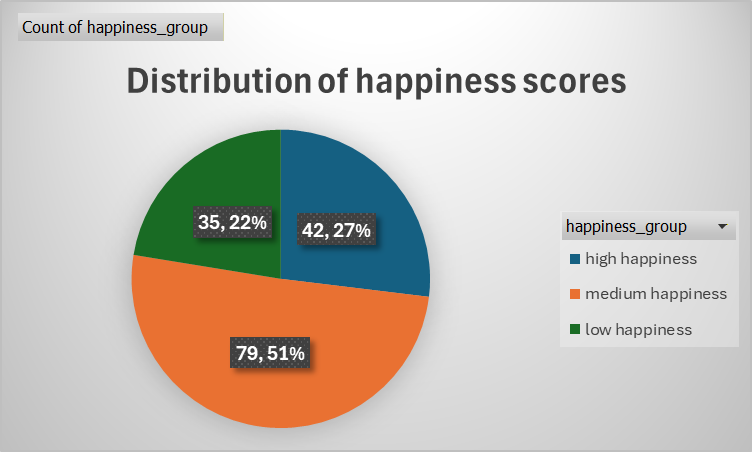 Count of happiness_group
Distribution of happiness scores
35, 22%
42, 27%
79, 51%
happiness_group
high happiness
medium happiness
low happiness